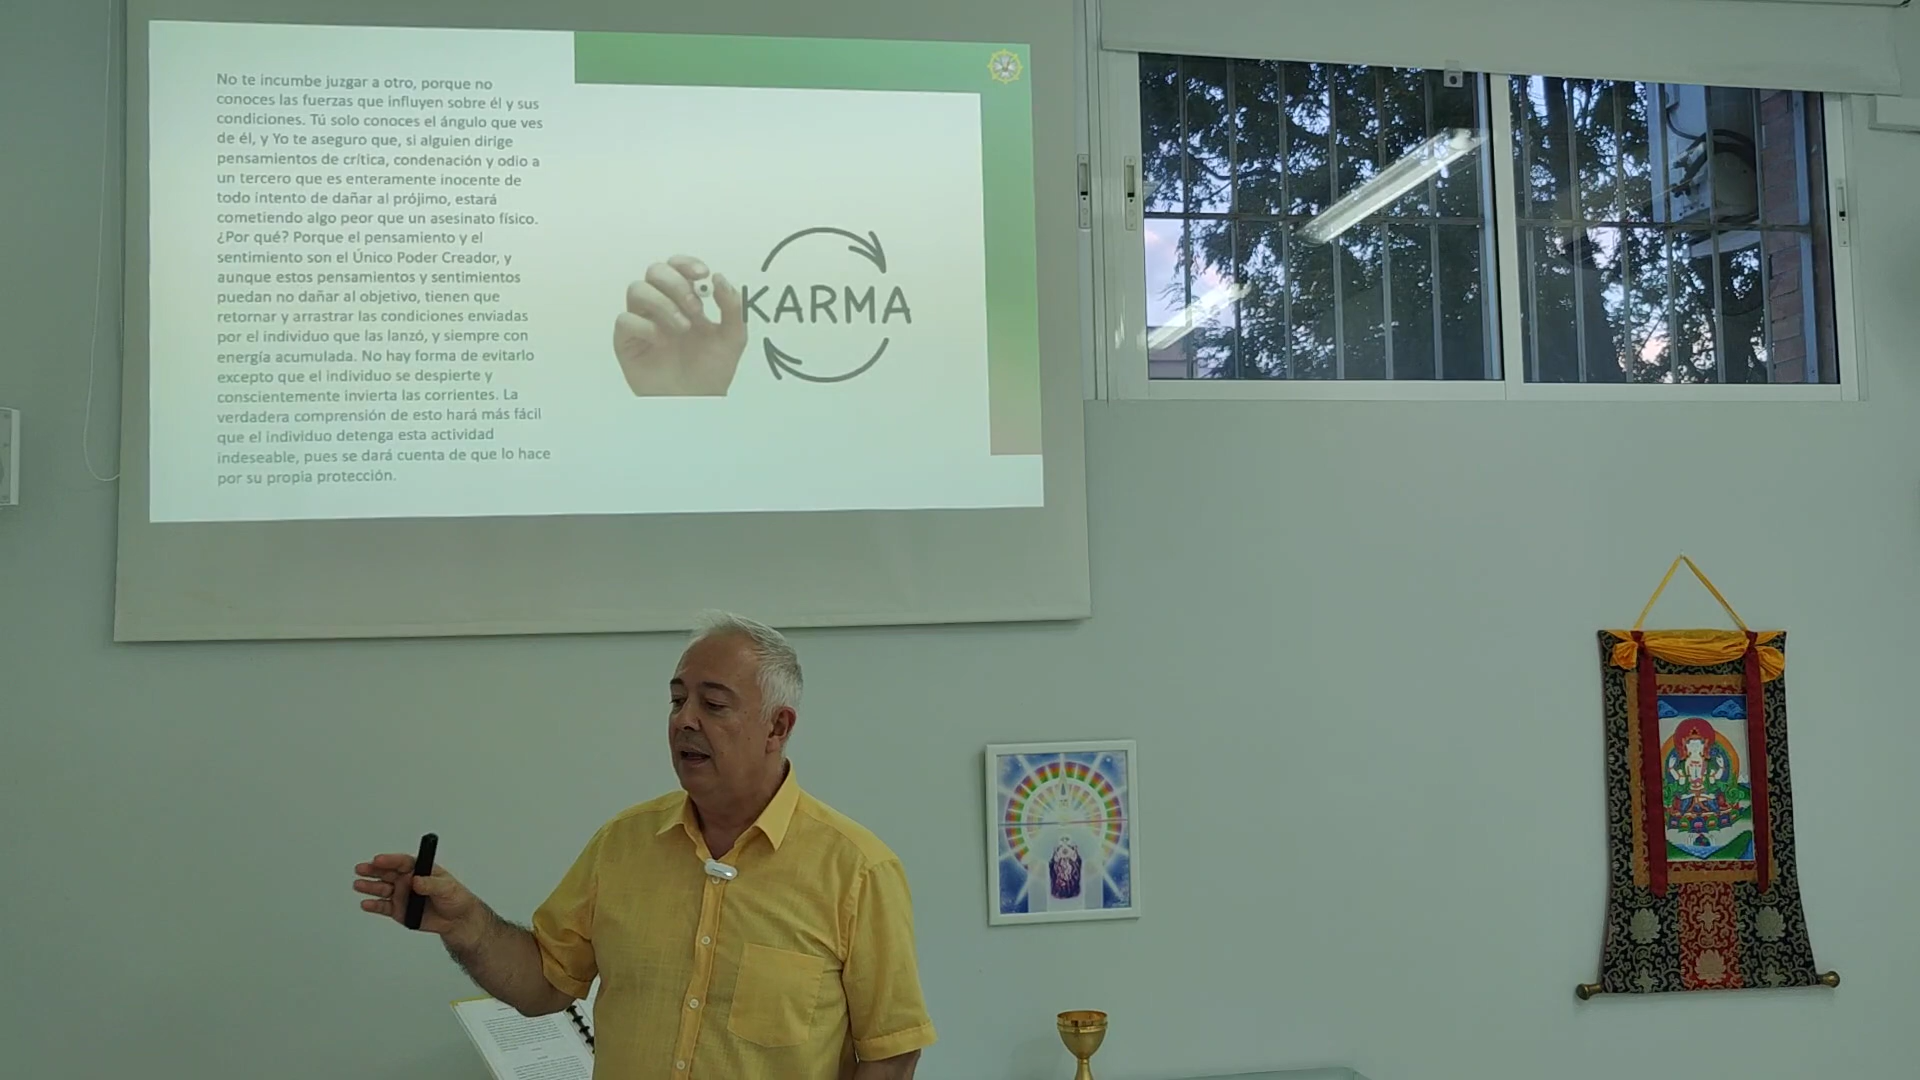 No te incumbe juzgar a otro, porque no
conoces las fuerzas que influyen sobre él y sus
condiciones. Tú solo conoces el ángulo que ves
de él, y Yo te aseguro que, si alguien dirige
pensamientos de crítica, condenación y odio a
un tercero que es enteramente inocente de
todo intento de dañar al prójimo, estará
cometiendo algo peor que un asesinato físico.
¿Por qué? Porque el pensamiento y el
sentimiento son el Único Poder Creador, y
aunque estos pensamientos y sentimientos
puedan no dañar al objetivo, tienen que
retornar y arrastrar las condiciones enviadas
por el individuo que las lanzó, y siempre con
energía acumulada. No hay forma de evitarlo
excepto que el individuo se despierte y
conscientemente invierta las corrientes. La
verdadera comprensión de esto hará más fácil
que el individuo detenga esta actividad
indeseable, pues se dará cuenta de que lo hace
por su propia protección.
KARMA